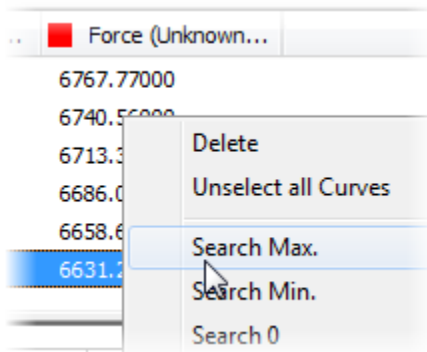 .. Force (Unknown...
6767.77000
6740.56000
6713.3
6686.0
6658.6
6631.2
Delete
Unselect all Curves
Search Max.
Search Min.
Search 0